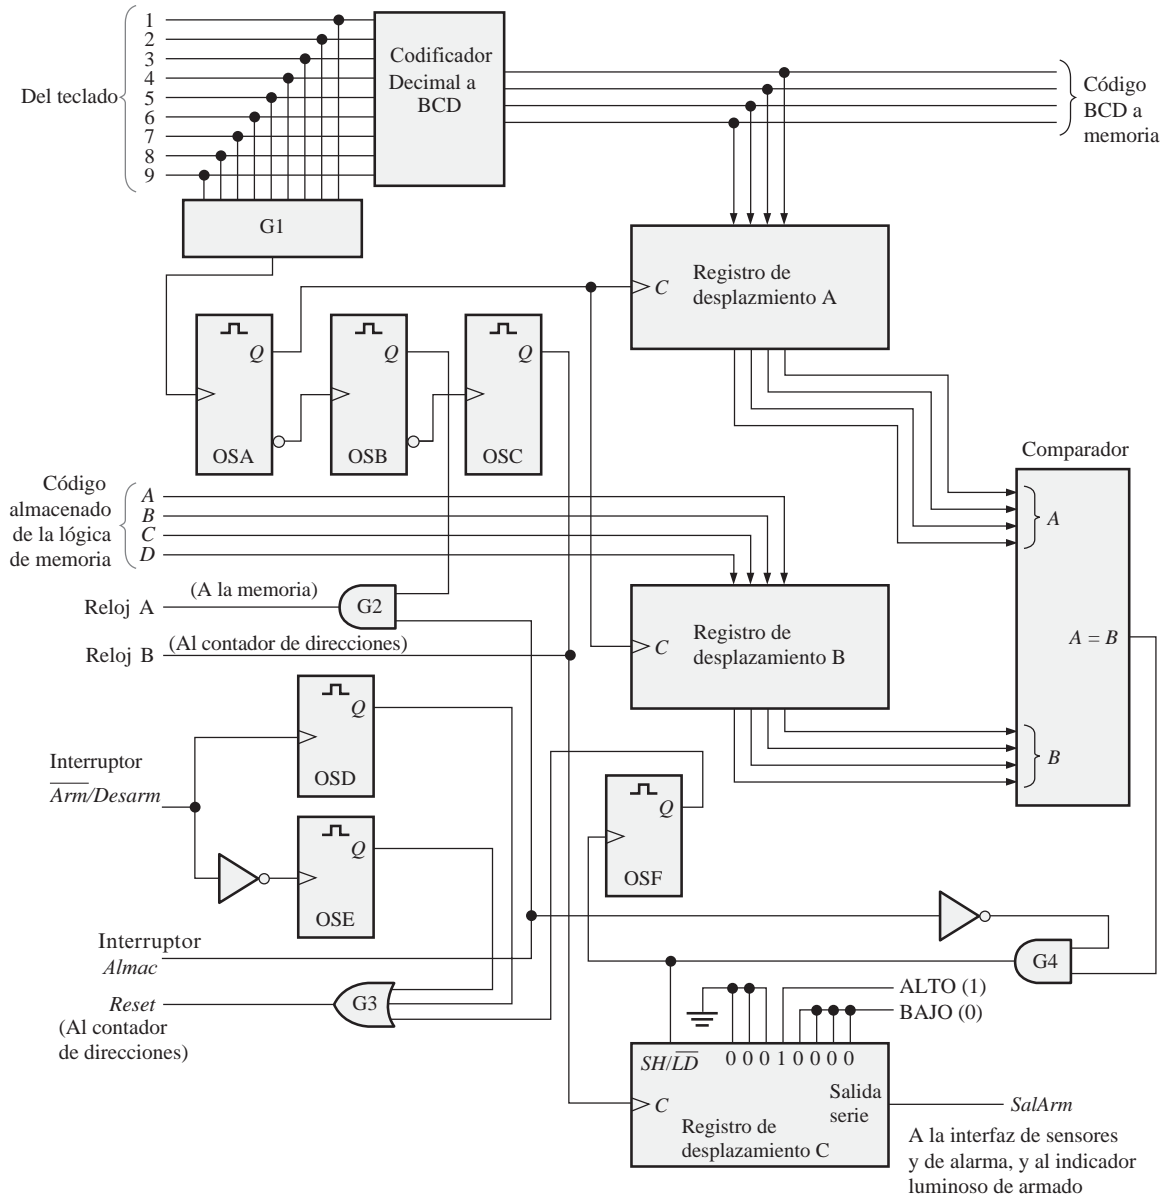 Del teclado
1
2
3
4
5
6
7
8
9
Codificador
Decimal a
BCD
Código
BCD a
memoria
G1
C
Registro de
desplazmiento A
Q
OSA
Q
OSB
Q
OSC
Comparador
A
A = B
B
Código
almacenado
de la lógica
de memoria
A
B
C
D
(A la memoria)
Reloj A
G2
Reloj B
(Al contador de direcciones)
C
Registro de
desplazamiento B
Q
OSD
Interruptor
A̅r̅m̅/Desarm
Q
OSE
Q
OSF
Interruptor
Almac
Reset
(Al contador
de direcciones)
G3
G4
ALTO (1)
BAJO (0)
SH/L̅D̅
0 0 0 1 0 0 0 0
C
Registro de
desplazamiento C
Salida
serie
SalArm
A la interfaz de sensores
y de alarma, y al indicador
luminoso de armado